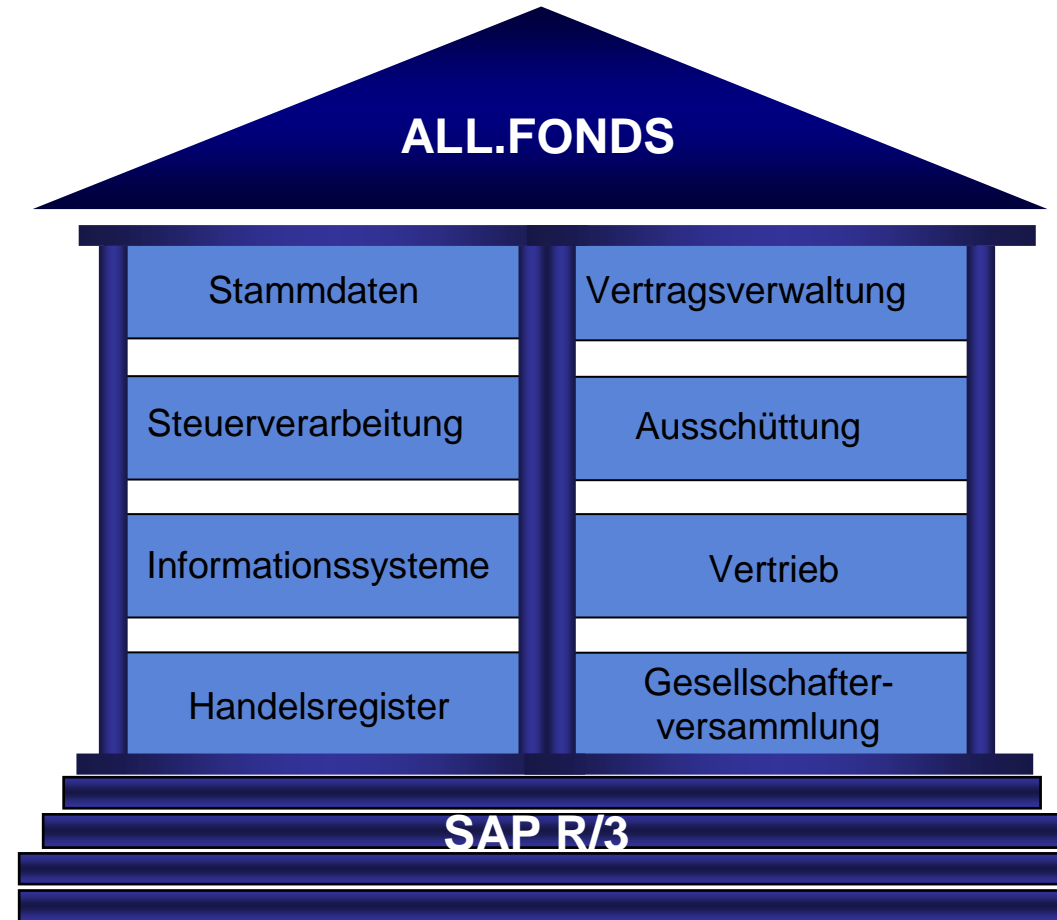 ALL.FONDS
Stammdaten
Vertragsverwaltung
Steuerverarbeitung
Ausschüttung
Informationssysteme
Vertrieb
Handelsregister
Gesellschafter-
versammlung
SAP R/3